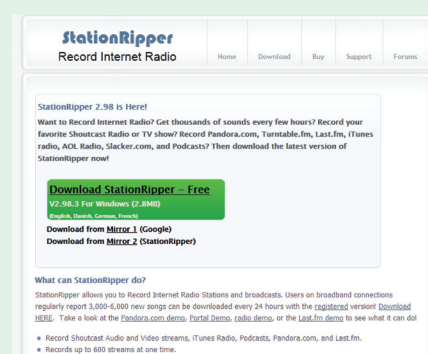 StationRipper
Record Internet Radio
Home Download Buy Support Forums
StationRipper 2.98 is Here!
Want to Record Internet Radio? Get thousands of sounds every few hours? Record your
favorite Shoutcast Radio or TV show? Record Pandora.com, Turntable.fm, Last.fm, iTunes
radio, AOL Radio, Slacker.com, and Podcasts? Then download the latest version of
StationRipper now!
Download StationRipper – Free
V2.98.3 For Windows (2.8MB)
(English, Danish, German, French)
Download from Mirror 1 (Google)
Download from Mirror 2 (StationRipper)
What can StationRipper do?
StationRipper allows you to Record Internet Radio Stations and broadcasts. Users on broadband connections
regularly report 3,000-6,000 new songs can be downloaded every 24 hours with the registered version! Download
HERE. Take a look at the Pandora.com demo, Portal Demo, radio demo, or the Last.fm demo to see what it can do!
• Record Shoutcast Audio and Video streams, iTunes Radio, Podcasts, Pandora.com, and Last.fm.
• Records up to 600 streams at one time.